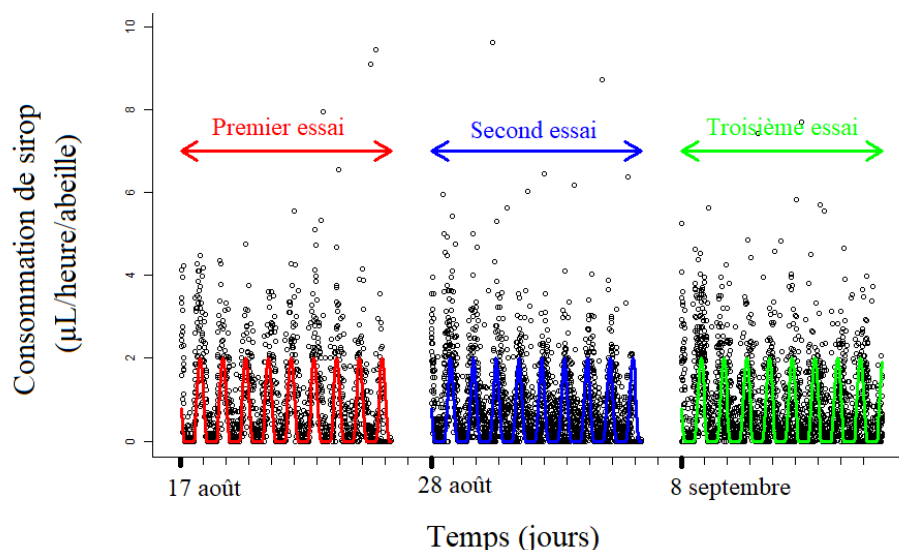 Consommation de sirop
(µL/heure/abeille)
10
8
6
4
2
0
Premier essai
Second essai
Troisième essai
17 août
28 août
8 septembre
Temps (jours)